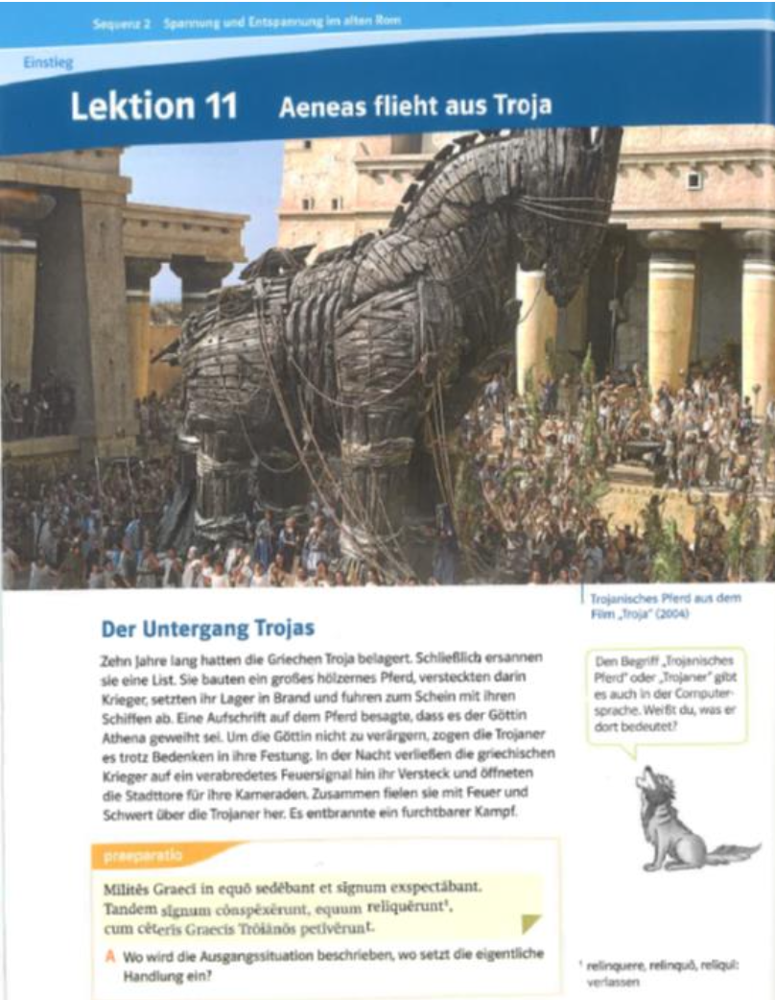 Sequenz 2 Spannung und Entspannung im alten Rom
Einstieg
Lektion 11 Aeneas flieht aus Troja
Trojanisches Pferd aus dem
Film „Troja“ (2004)
Der Untergang Trojas
Zehn Jahre lang hatten die Griechen Troja belagert. Schließlich ersannen
sie eine List. Sie bauten ein großes hölzernes Pferd, versteckten darin
Krieger, setzten ihr Lager in Brand und fuhren zum Schein mit ihren
Schiffen ab. Eine Aufschrift auf dem Pferd besagte, dass es der Göttin
Athena geweiht sei. Um die Göttin nicht zu verärgern, zogen die Trojaner
es trotz Bedenken in ihre Festung. In der Nacht verließen die griechischen
Krieger auf ein verabredetes Feuersignal hin ihr Versteck und öffneten
die Stadttore für ihre Kameraden. Zusammen fielen sie mit Feuer und
Schwert über die Trojaner her. Es entbrannte ein furchtbarer Kampf.
Den Begriff „Trojanisches
Pferd“ oder „Trojaner“ gibt
es auch in der Computer-
sprache. Weißt du, was er
dort bedeutet?
praeparatio
Mīlitēs Graecī in equō sedēbant et sīgnum exspectābant.
Tandem sīgnum cōnspexērunt, equum relīquērunt¹,
cum cēterīs Graecīs Trōiānōs petīvērunt.
A Wo wird die Ausgangssituation beschrieben, wo setzt die eigentliche
Handlung ein?
¹ relinquere, relinquō, relīquī:
verlassen